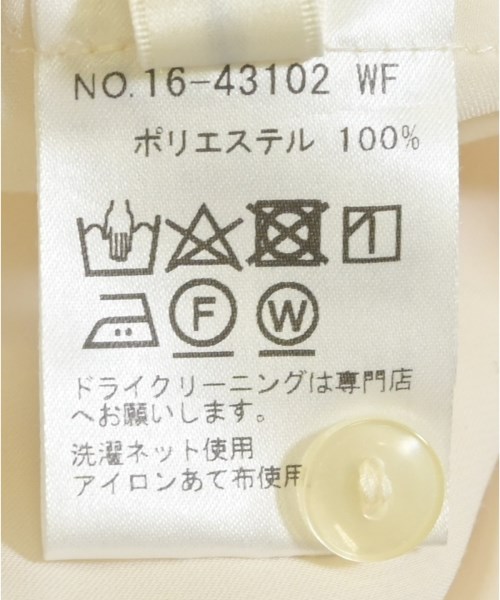 NO.16-43102 WF
ポリエステル 100%
F W
ドライクリーニングは専門店
へお願いします。
洗濯ネット使用
アイロンあて布使用